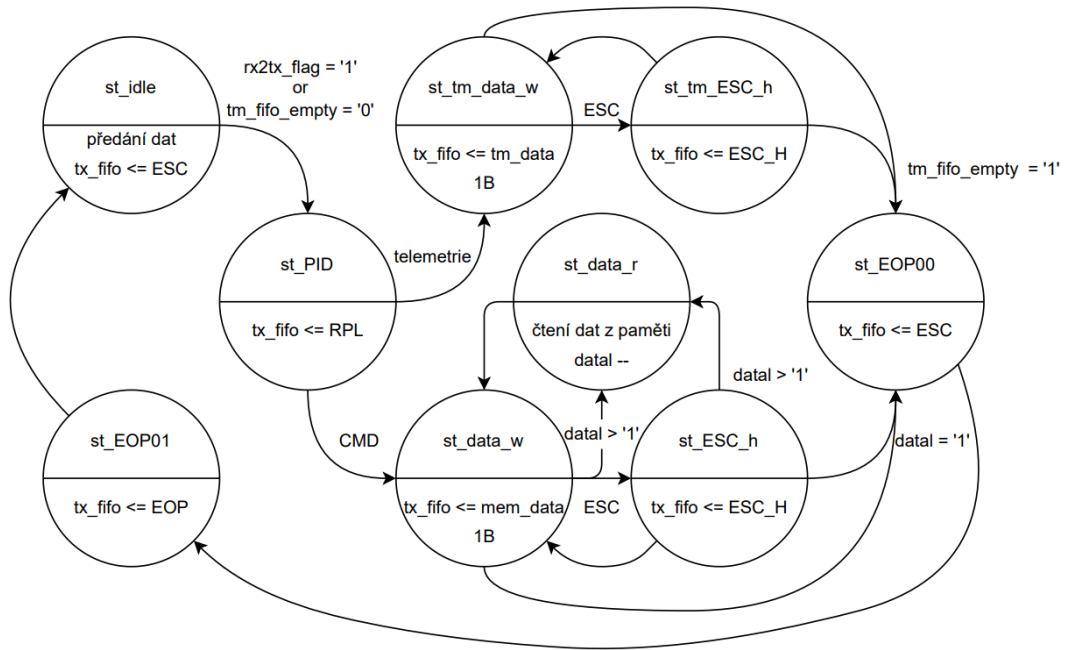 st_idle
předání dat
tx_fifo <= ESC
rx2tx_flag = '1'
or
tm_fifo_empty = '0'
st_tm_data_w
tx_fifo <= tm_data
1B
ESC
st_tm_ESC_h
tx_fifo <= ESC_H
tm_fifo_empty = '1'
st_PID
tx_fifo <= RPL
telemetrie
st_data_r
čtení dat z paměti
datal --
st_EOP00
tx_fifo <= ESC
st_EOP01
tx_fifo <= EOP
CMD
st_data_w
tx_fifo <= mem_data
1B
datal > '1'
ESC
datal > '1'
st_ESC_h
tx_fifo <= ESC_H
datal = '1'